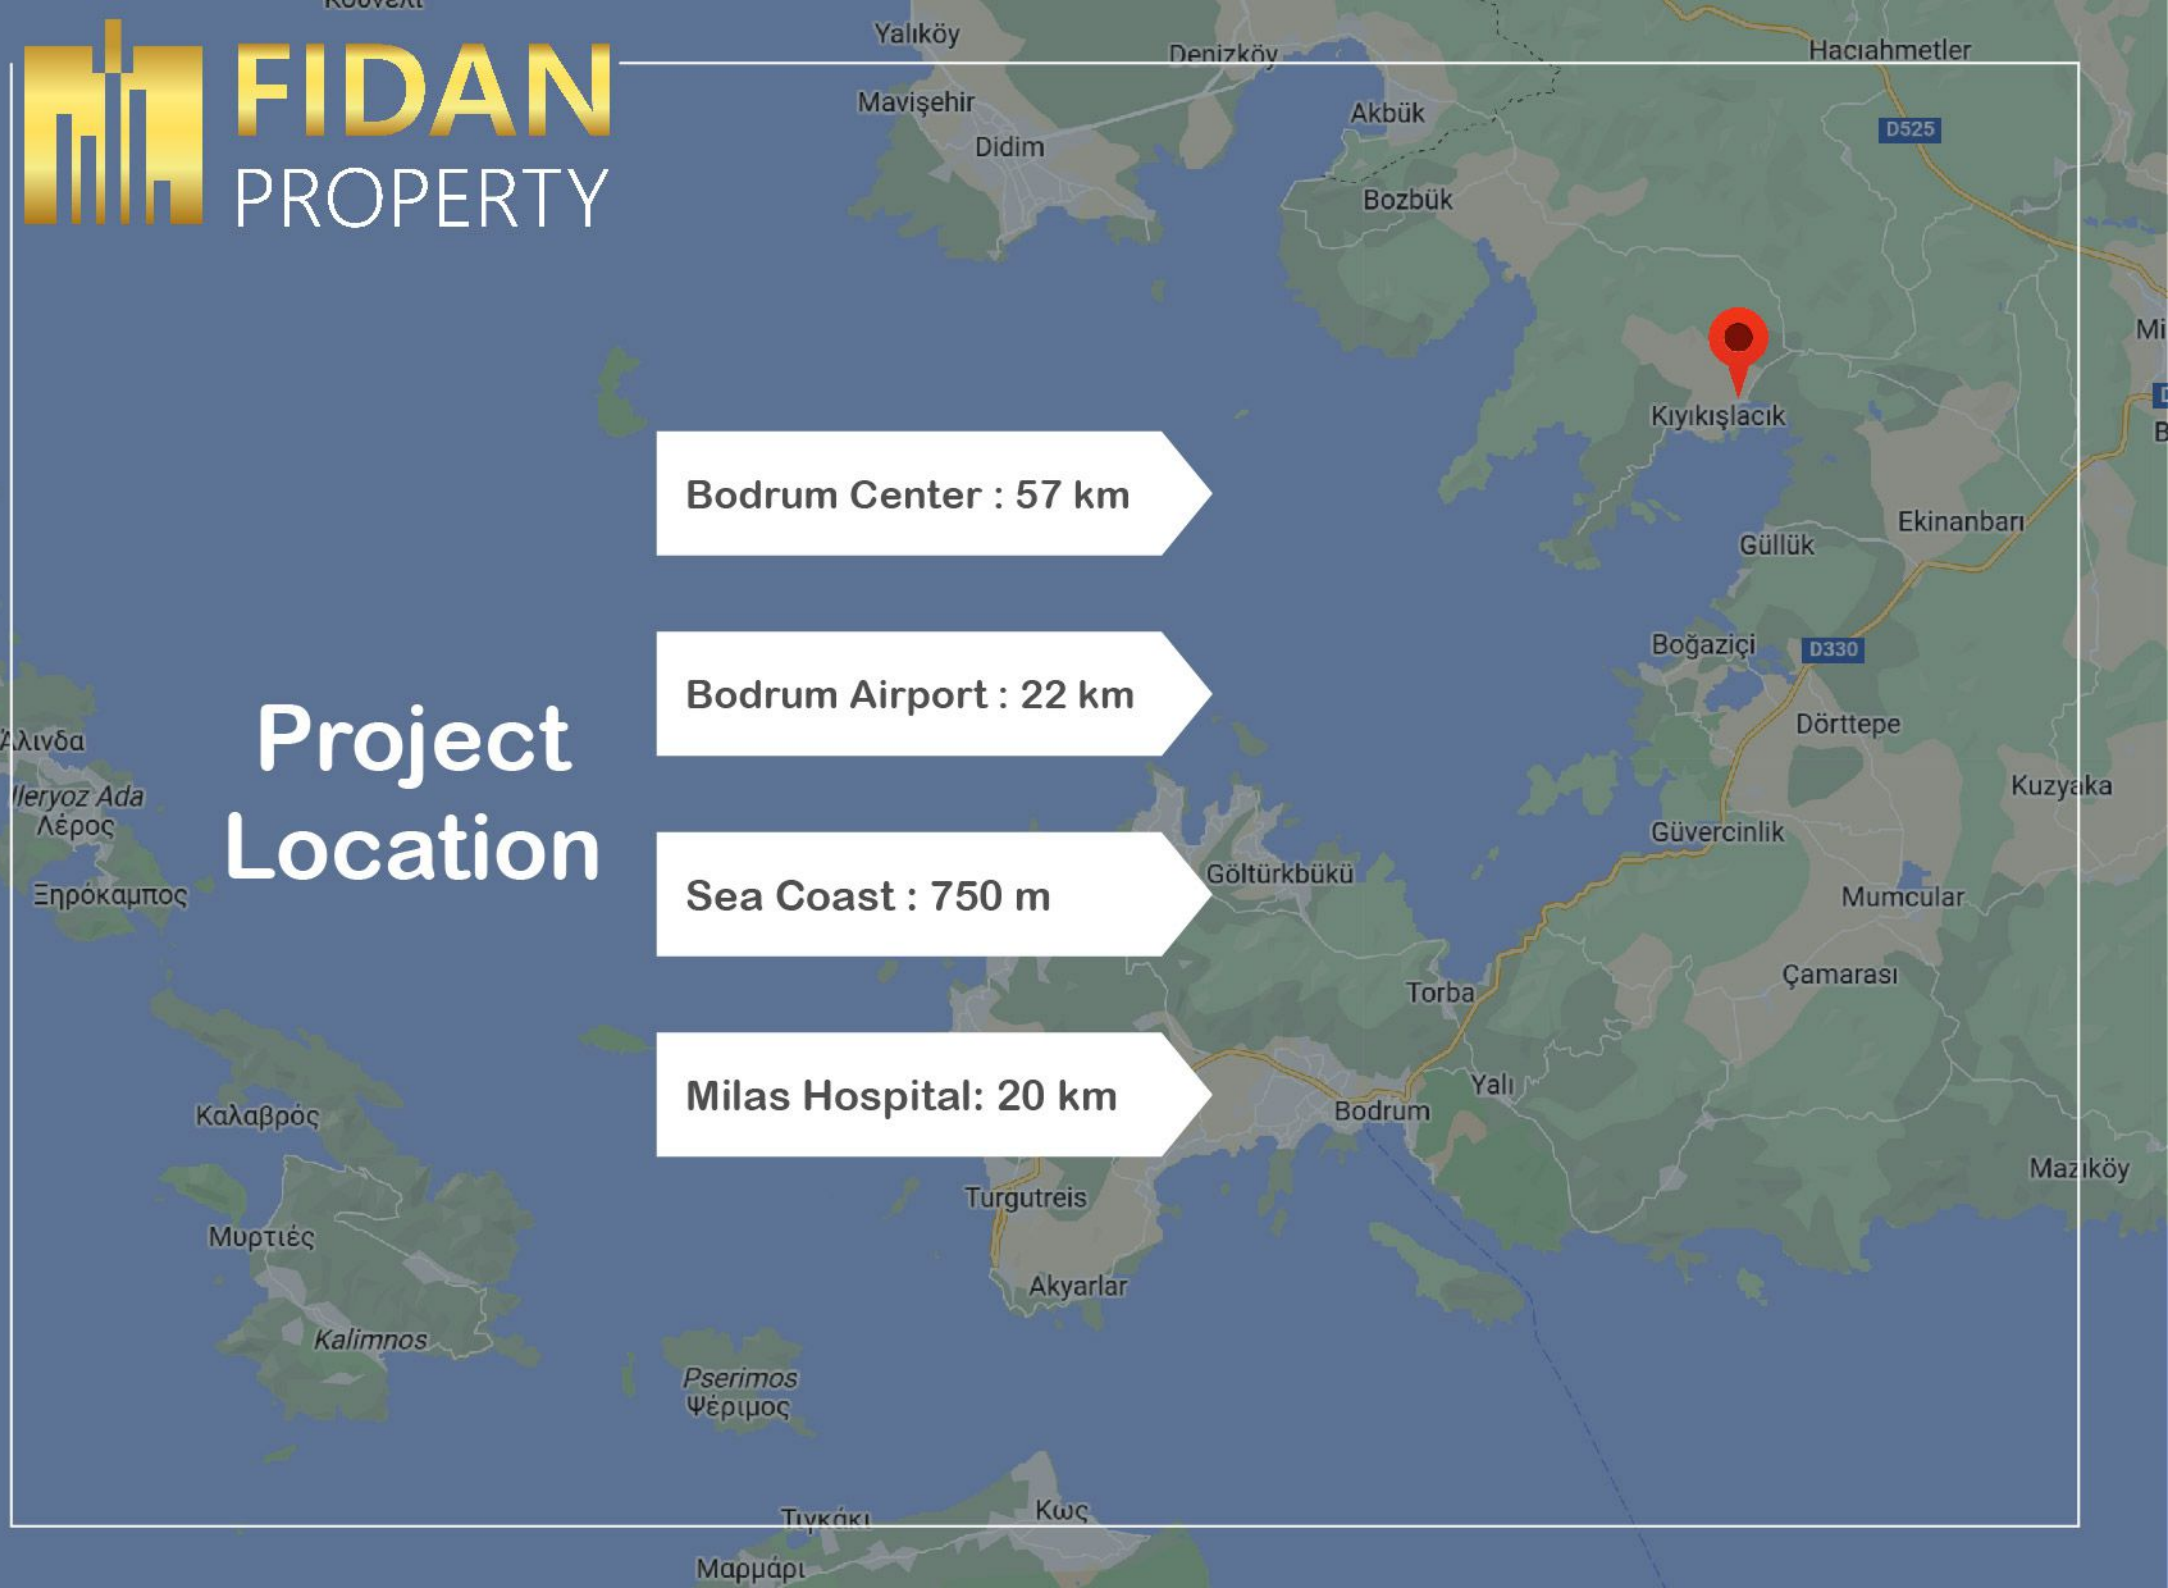 FIDAN
PROPERTY
Yalıköy
Denizköy
Hacıahmetler
Mavişehir
Akbük
D525
Didim
Bozbük
Kıyıkışlacık
Bodrum Center : 57 km
Ekinanbarı
Güllük
Boğaziçi
D330
Bodrum Airport : 22 km
Project
Location
Dörttepe
Kuzyaka
Λέρος
Güvercinlik
Göltürkbükü
Sea Coast : 750 m
Ξηρόκαμπος
Mumcular
Çamarası
Torba
Milas Hospital: 20 km
Yalı
Bodrum
Καλαβρός
Mazıköy
Turgutreis
Μυρτιές
Akyarlar
Kalimnos
Pserimos
Ψέριμος
Τιγκάκι
Κως
Μαρμάρι